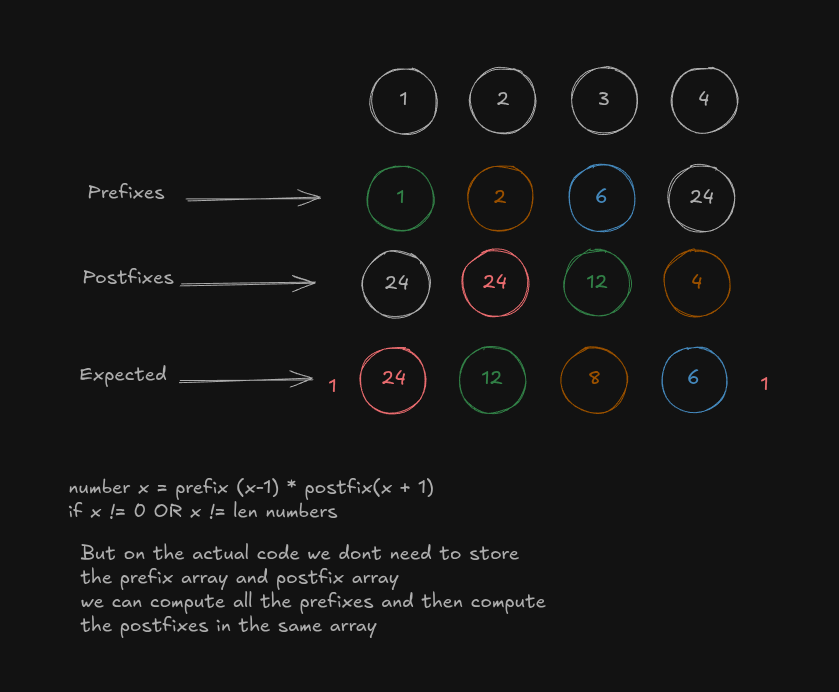 1 2 3 4
Prefixes 1 2 6 24
Postfixes 24 24 12 4
Expected 1 24 12 8 6 1
number x = prefix (x-1) * postfix(x + 1)
if x != 0 OR x != len numbers
But on the actual code we dont need to store
the prefix array and postfix array
we can compute all the prefixes and then compute
the postfixes in the same array